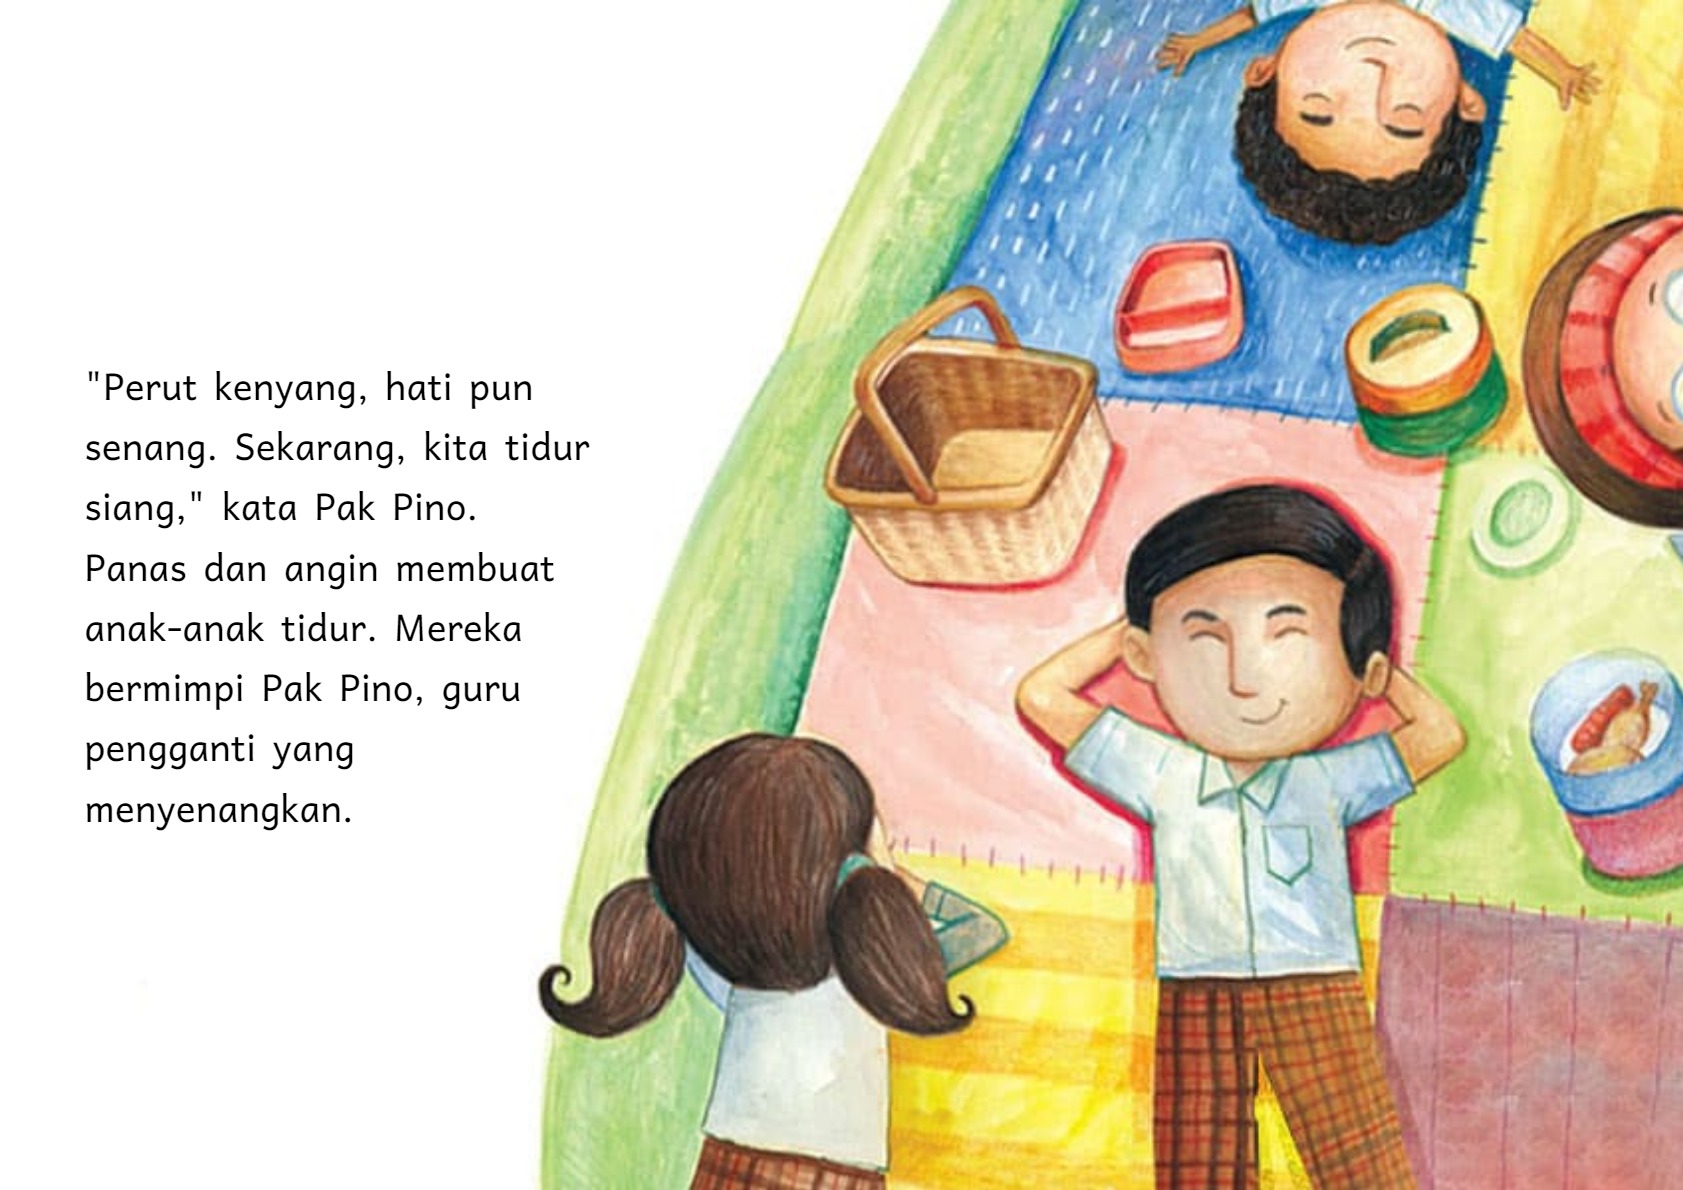 "Perut kenyang, hati pun
senang. Sekarang, kita tidur
siang," kata Pak Pino.
Panas dan angin membuat
anak-anak tidur. Mereka
bermimpi Pak Pino, guru
pengganti yang
menyenangkan.